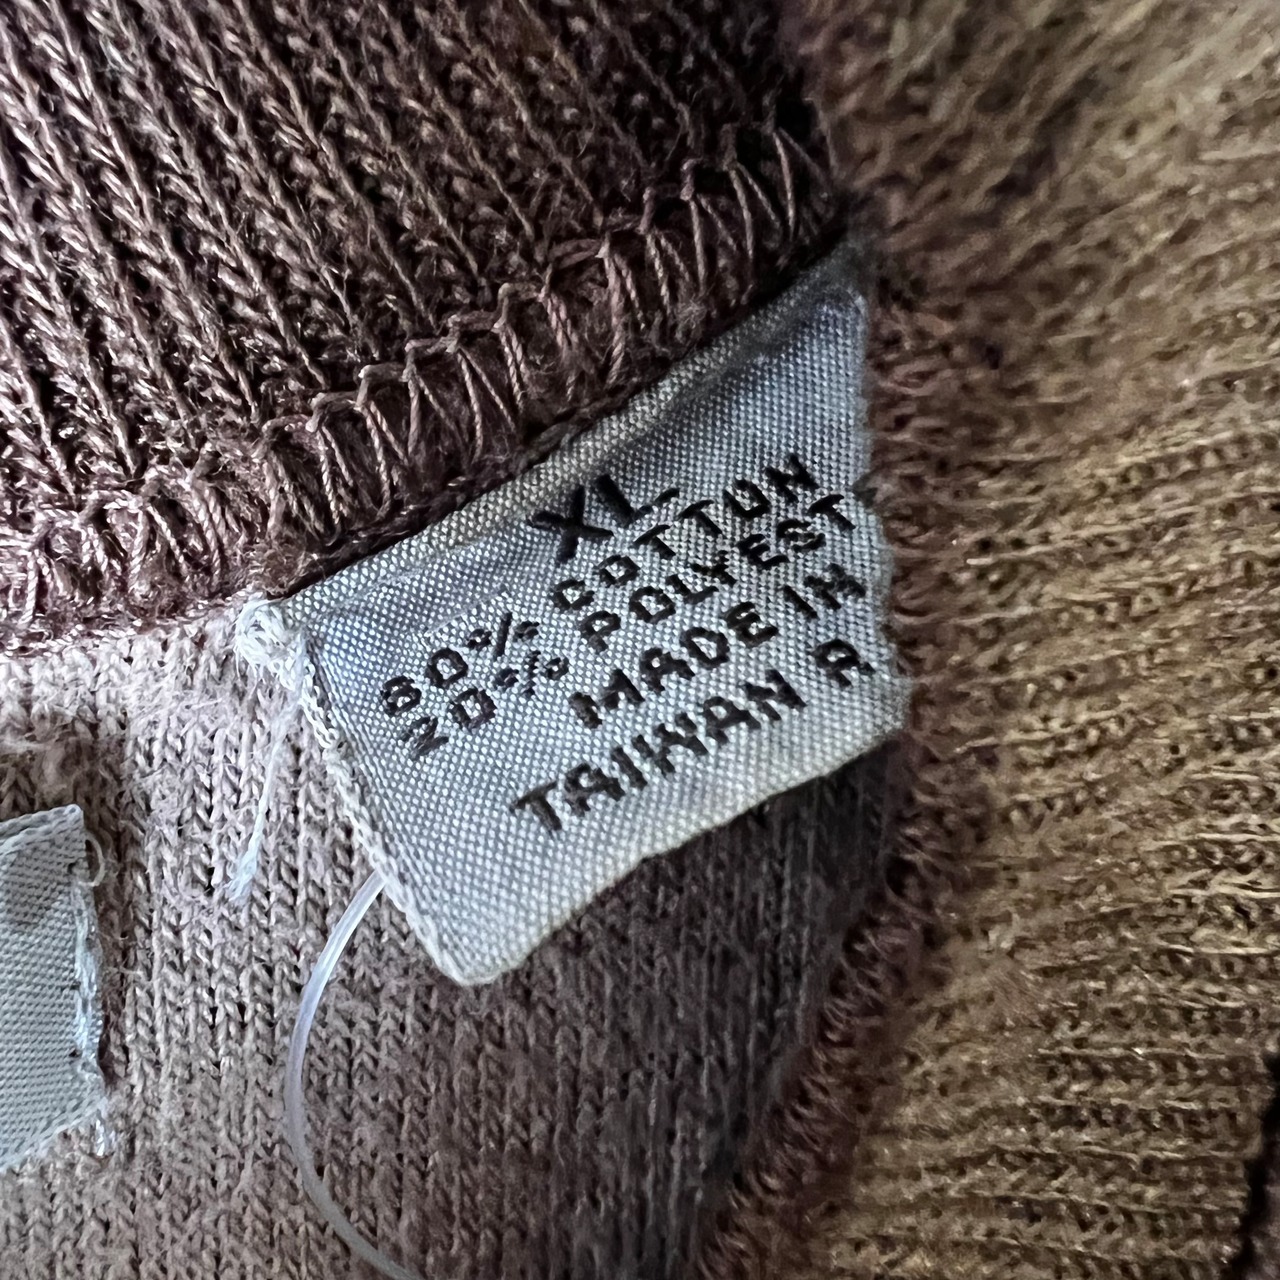 XL
80% COTTON
20% POLYEST
MADE IN
TAIWAN R